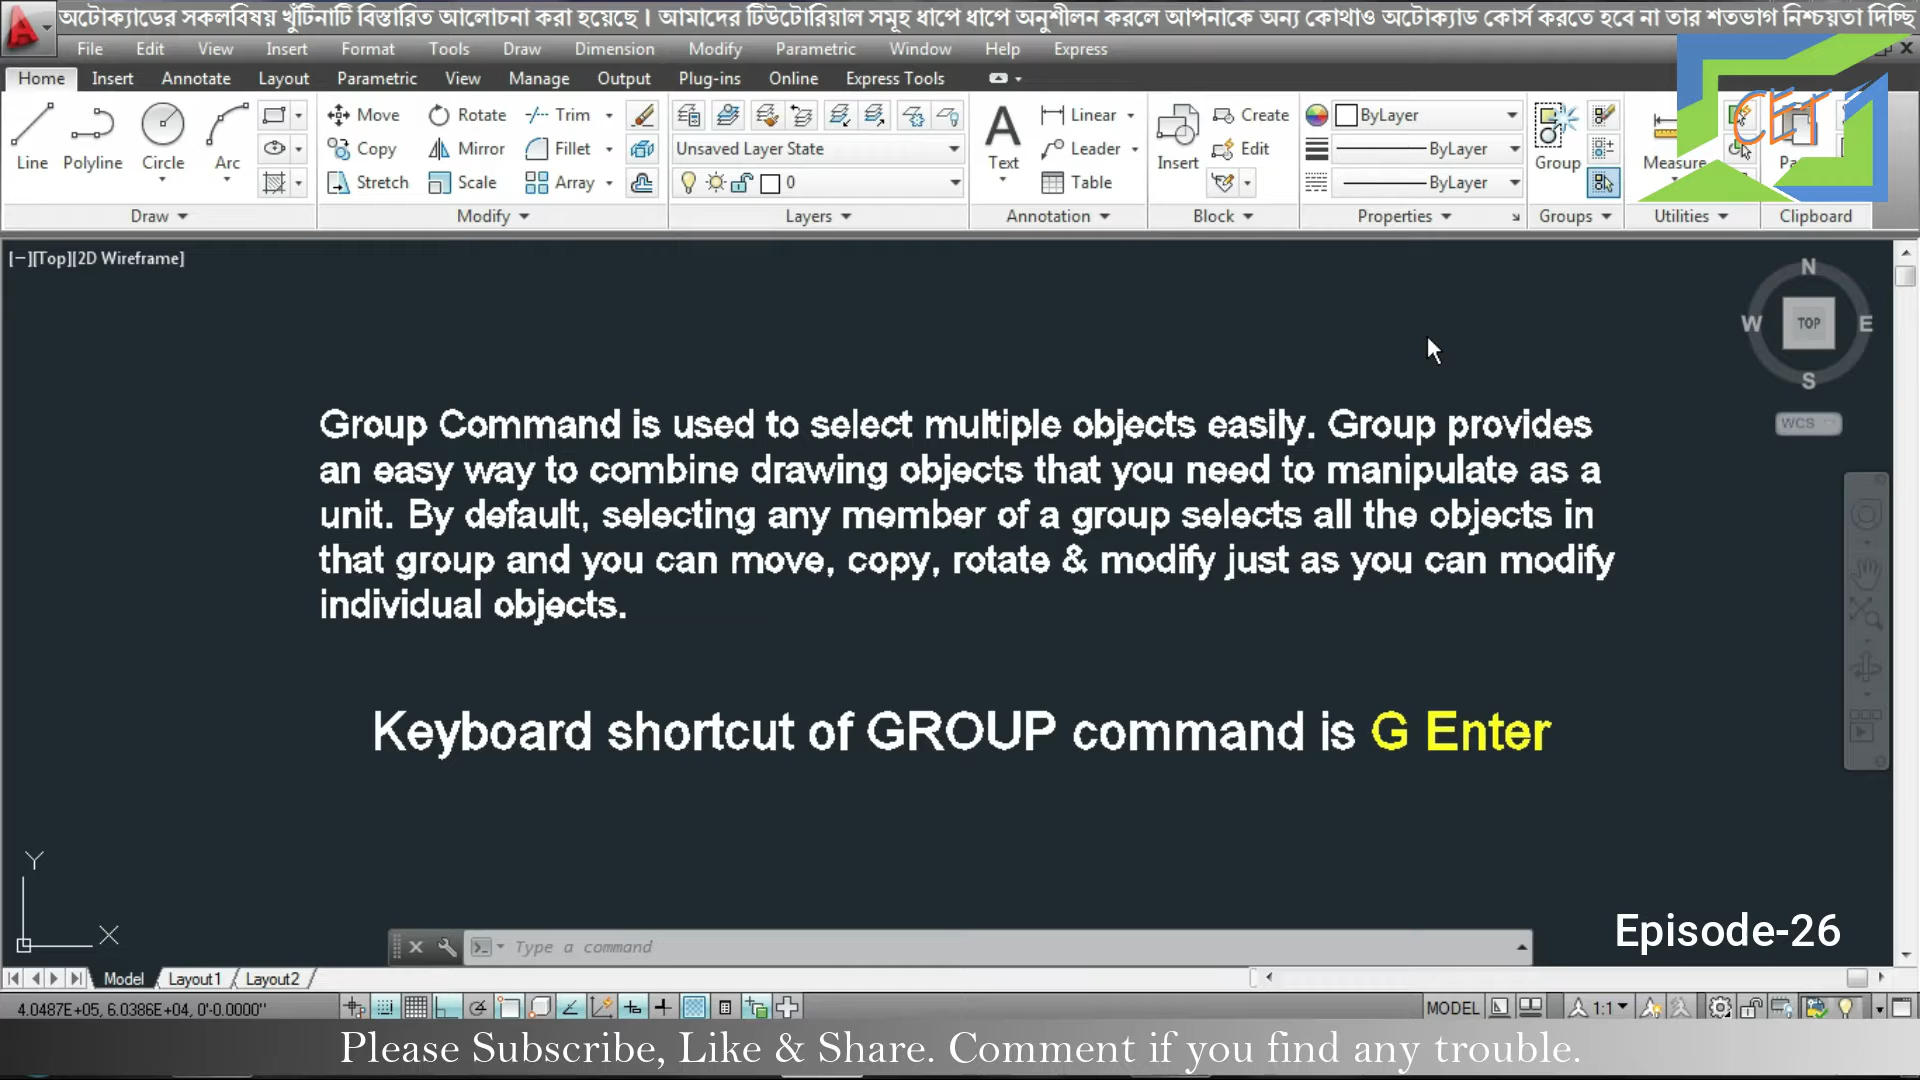 অটোক্যাডের সকলবিষয় খুঁটিনাটি বিস্তারিত আলোচনা করা হয়েছে। আমাদের টিউটোরিয়াল সমূহ ধাপে ধাপে অনুশীলন করলে আপনাকে অন্য কোথাও অটোক্যাড কোর্স করতে হবে না তার শতভাগ নিশ্চয়তা দিচ্ছি
File Edit View Insert Format Tools Draw Dimension Modify Parametric Window Help Express
Home Insert Annotate Layout Parametric View Manage Output Plug-ins Online Express Tools
Line Polyline Circle Arc
Move Rotate Trim
Copy Mirror Fillet
Stretch Scale Array
Unsaved Layer State
0
Text
Linear
Leader
Table
Insert
Create
Edit
ByLayer
ByLayer
ByLayer
Group
Measure
Draw Modify Layers Annotation Block Properties Groups Utilities Clipboard
[−][Top][2D Wireframe]
N
W TOP E
S
WCS
Group Command is used to select multiple objects easily. Group provides
an easy way to combine drawing objects that you need to manipulate as a
unit. By default, selecting any member of a group selects all the objects in
that group and you can move, copy, rotate & modify just as you can modify
individual objects.
Keyboard shortcut of GROUP command is G Enter
Y
X
Type a command
Episode-26
Model Layout1 Layout2
4.0487E+05, 6.0386E+04, 0'-0.0000"
MODEL 1:1
Please Subscribe, Like & Share. Comment if you find any trouble.